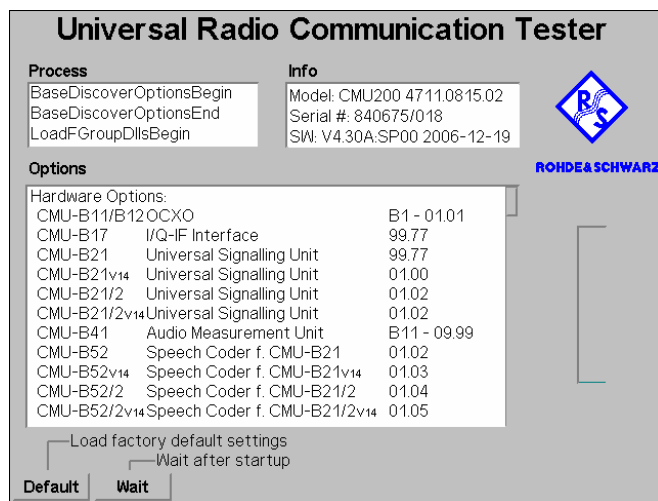 Universal Radio Communication Tester
Process
BaseDiscoverOptionsBegin
BaseDiscoverOptionsEnd
LoadFGroupDllsBegin
Info
Model: CMU200 4711.0815.02
Serial #: 840675/018
SW: V4.30A:SP00 2006-12-19
R S
ROHDE&SCHWARZ
Options
Hardware Options:
CMU-B11/B12 OCXO B1 - 01.01
CMU-B17 I/Q-IF Interface 99.77
CMU-B21 Universal Signalling Unit 99.77
CMU-B21v14 Universal Signalling Unit 01.00
CMU-B21/2 Universal Signalling Unit 01.02
CMU-B21/2v14 Universal Signalling Unit 01.02
CMU-B41 Audio Measurement Unit B11 - 09.99
CMU-B52 Speech Coder f. CMU-B21 01.02
CMU-B52v14 Speech Coder f. CMU-B21v14 01.03
CMU-B52/2 Speech Coder f. CMU-B21/2 01.04
CMU-B52/2v14 Speech Coder f. CMU-B21/2v14 01.05
Load factory default settings
Wait after startup
Default Wait